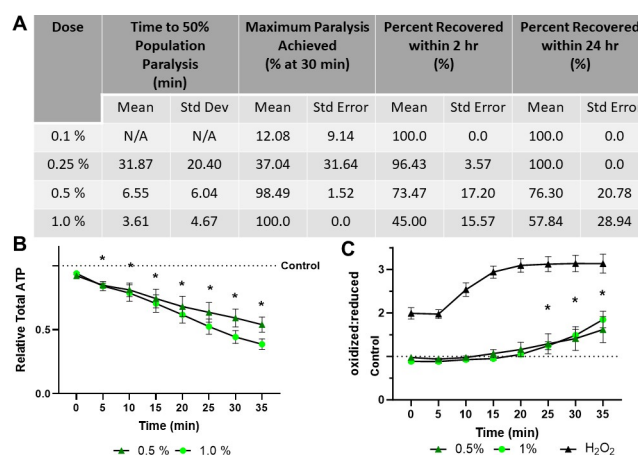 A
Dose Time to 50% Population Paralysis (min) Maximum Paralysis Achieved (% at 30 min) Percent Recovered within 2 hr (%) Percent Recovered within 24 hr (%)
Mean Std Dev Mean Std Error Mean Std Error Mean Std Erro
0.1 % N/A N/A 12.08 9.14 100.0 0.0 100.0 0.0
0.25 % 31.87 20.40 37.04 31.64 96.43 3.57 100.0 0.0
0.5 % 6.55 6.04 98.49 1.52 73.47 17.20 76.30 20.78
1.0 % 3.61 4.67 100.0 0.0 45.00 15.57 57.84 28.94
B
Relative Total ATP
0.5
0.0
* * * * * * *
Control
0 5 10 15 20 25 30 35
Time (min)
0.5 % 1.0 %
C
oxidized:reduced
Control
3
2
* * *
0 5 10 15 20 25 30 35
Time (min)
0.5% 1% H₂O₂